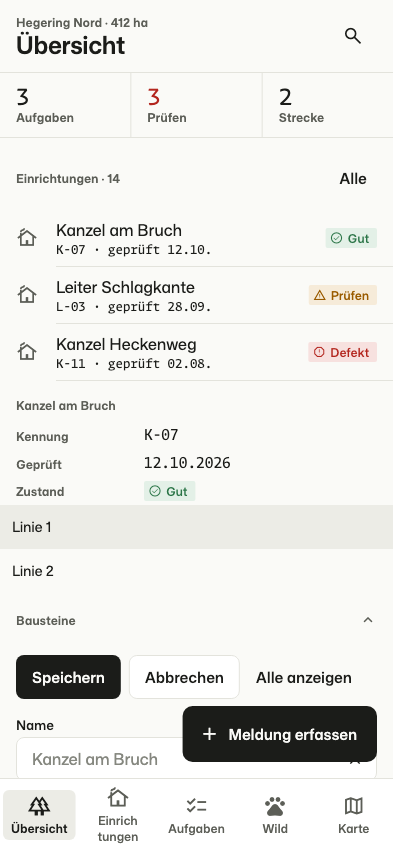 Hegering Nord · 412 ha
Übersicht
3
Aufgaben
3
Prüfen
2
Strecke
Einrichtungen · 14
Alle
Kanzel am Bruch
K-07 · geprüft 12.10.
Gut
Leiter Schlagkante
L-03 · geprüft 28.09.
Prüfen
Kanzel Heckenweg
K-11 · geprüft 02.08.
Defekt
Kanzel am Bruch
Kennung
K-07
Geprüft
12.10.2026
Zustand
Gut
Linie 1
Linie 2
Bausteine
Speichern
Abbrechen
Alle anzeigen
Name
Kanzel am Bruch
Meldung erfassen
Übersicht
Einrich
tungen
Aufgaben
Wild
Karte